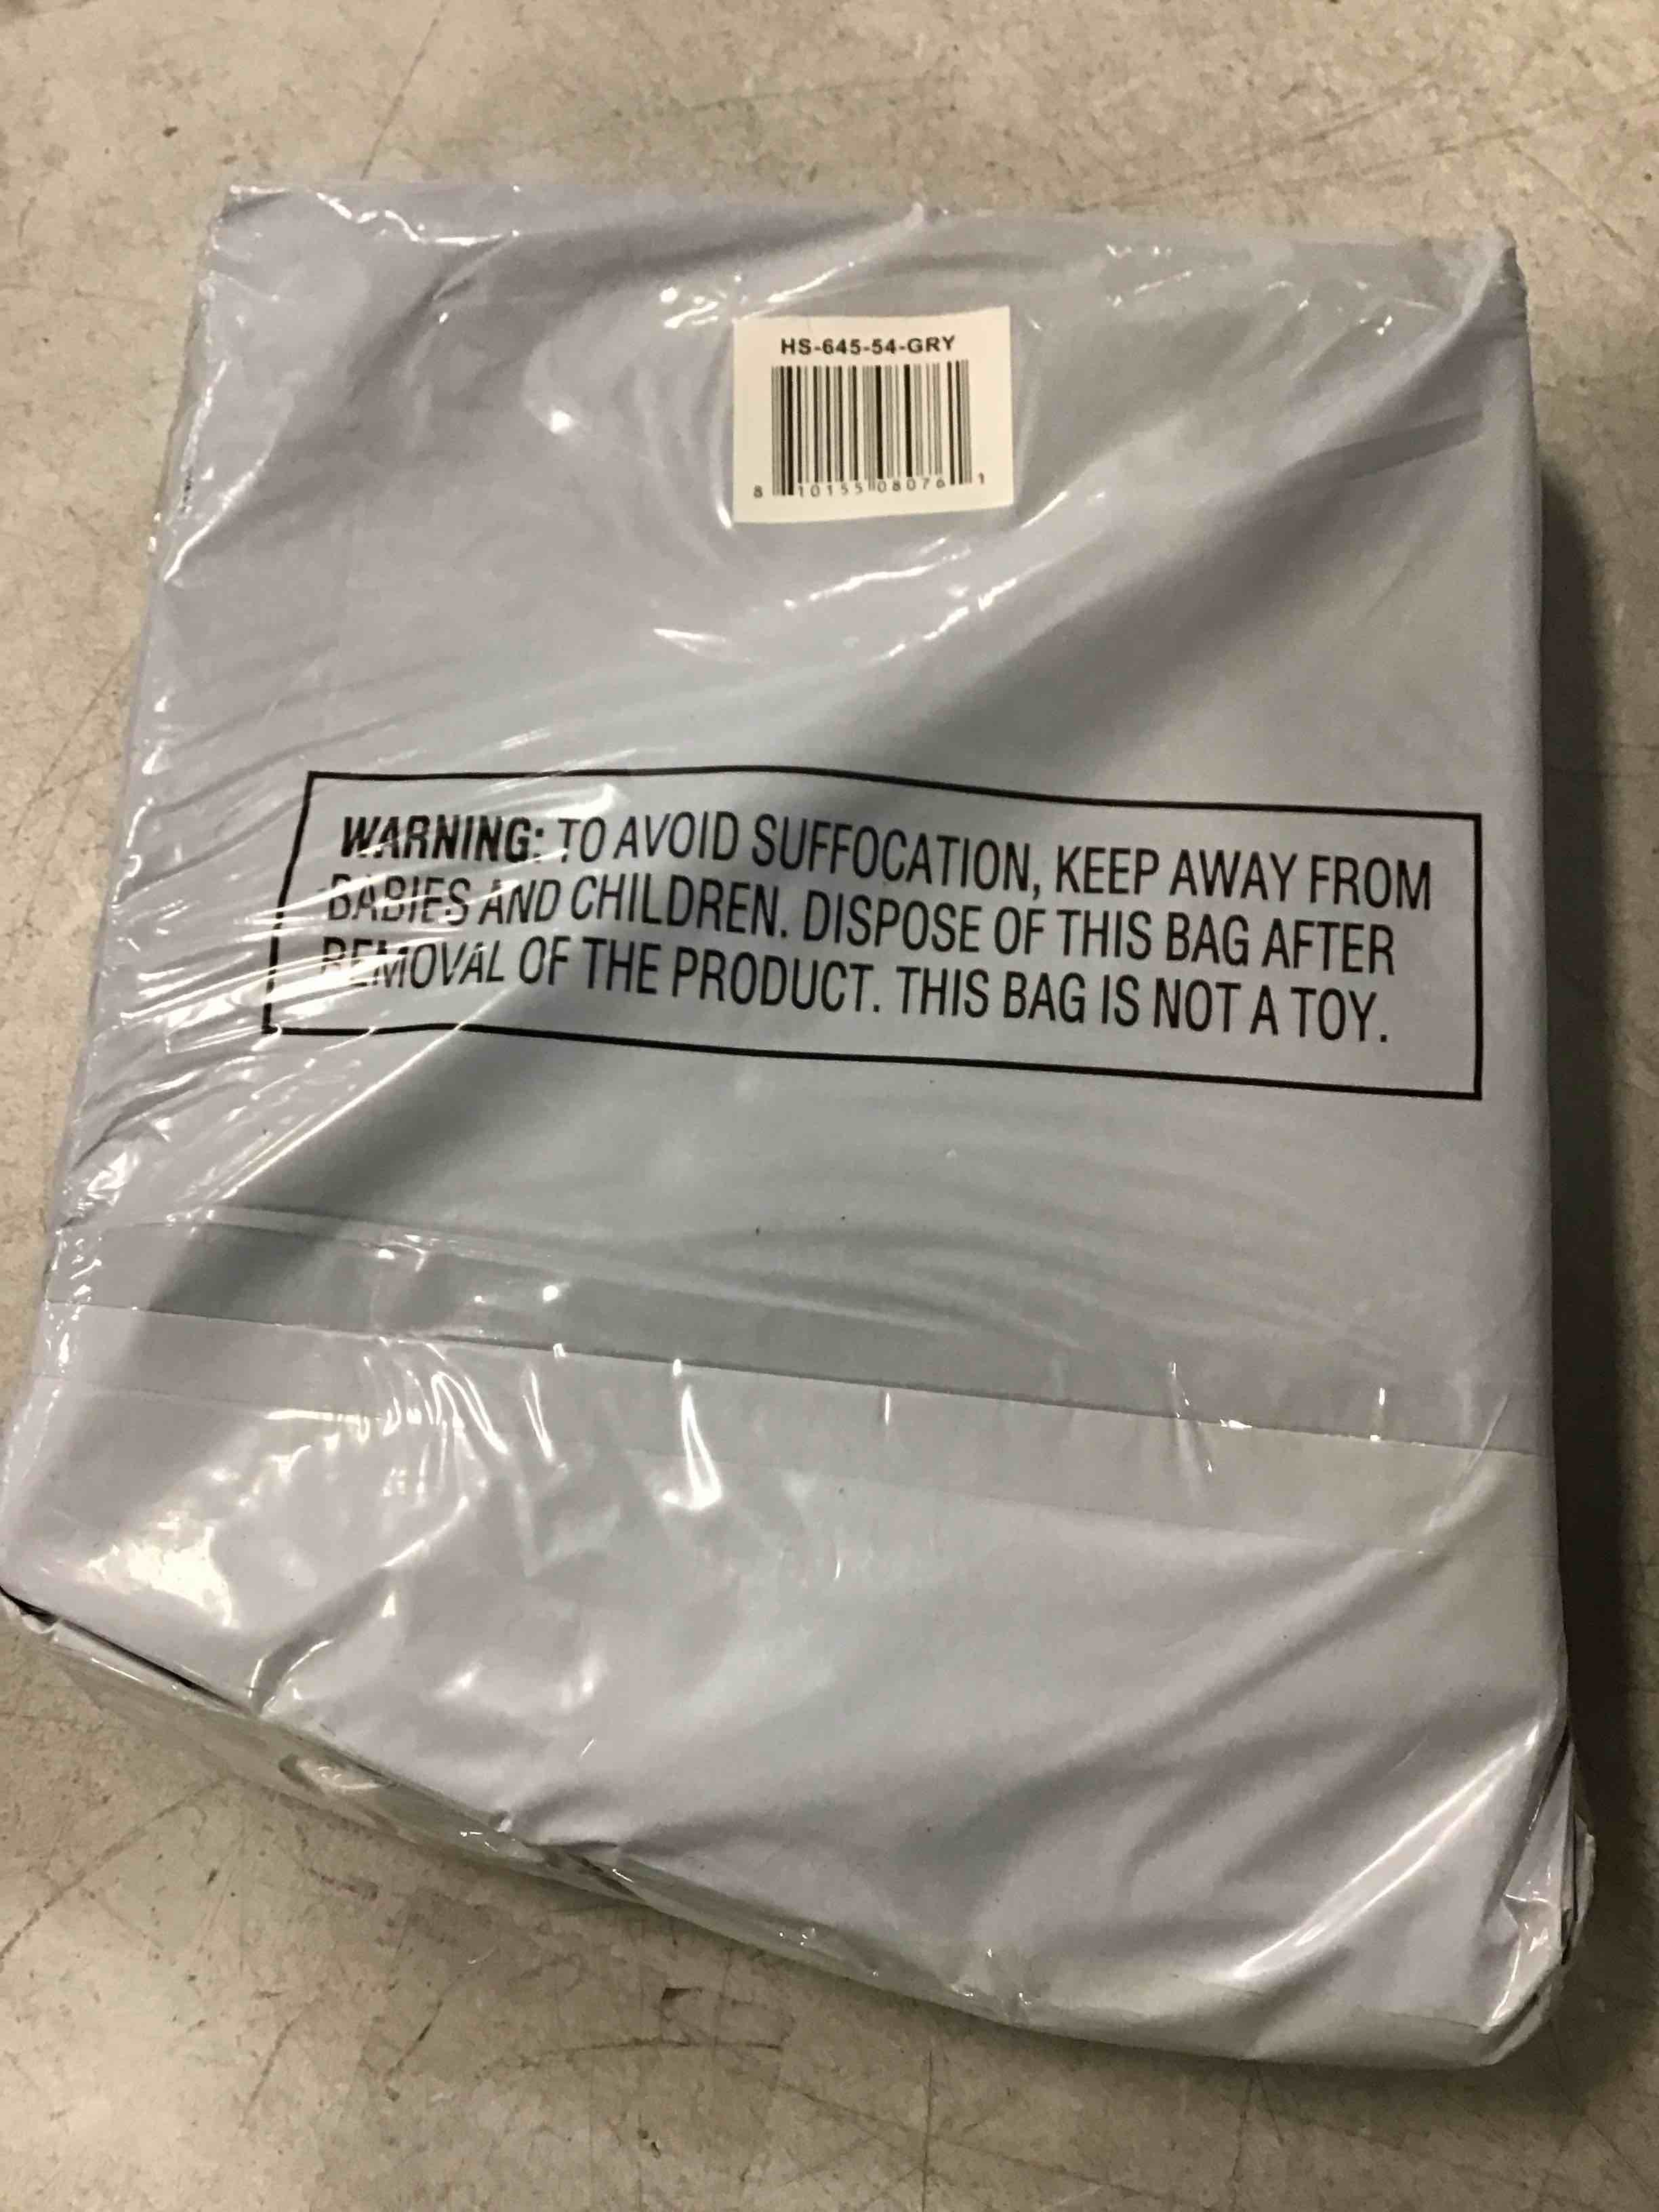 HS-645-54-GRY
8 10155 08076 1
WARNING: TO AVOID SUFFOCATION, KEEP AWAY FROM
BABIES AND CHILDREN. DISPOSE OF THIS BAG AFTER
REMOVAL OF THE PRODUCT. THIS BAG IS NOT A TOY.